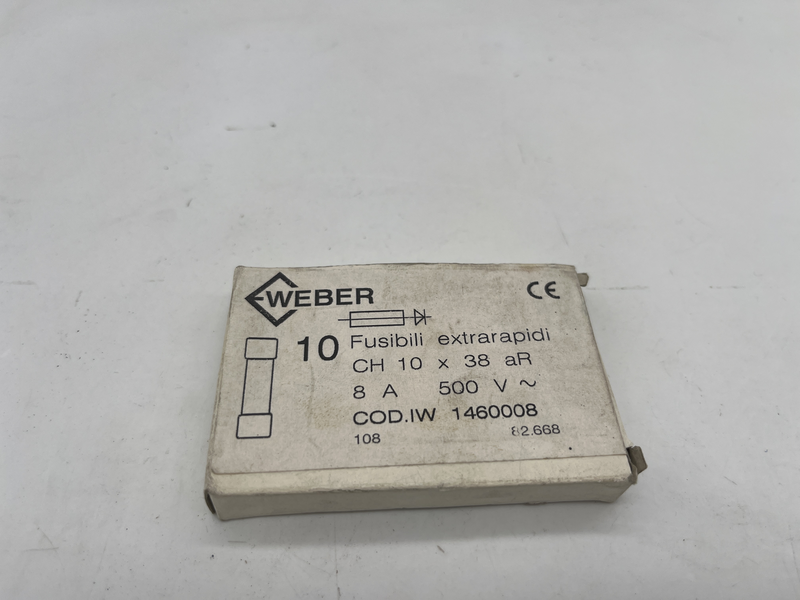 WEBER CE
10 Fusibili extrarapidi
CH 10 x 38 aR
8 A 500 V ~
COD.IW 1460008
108 82.668